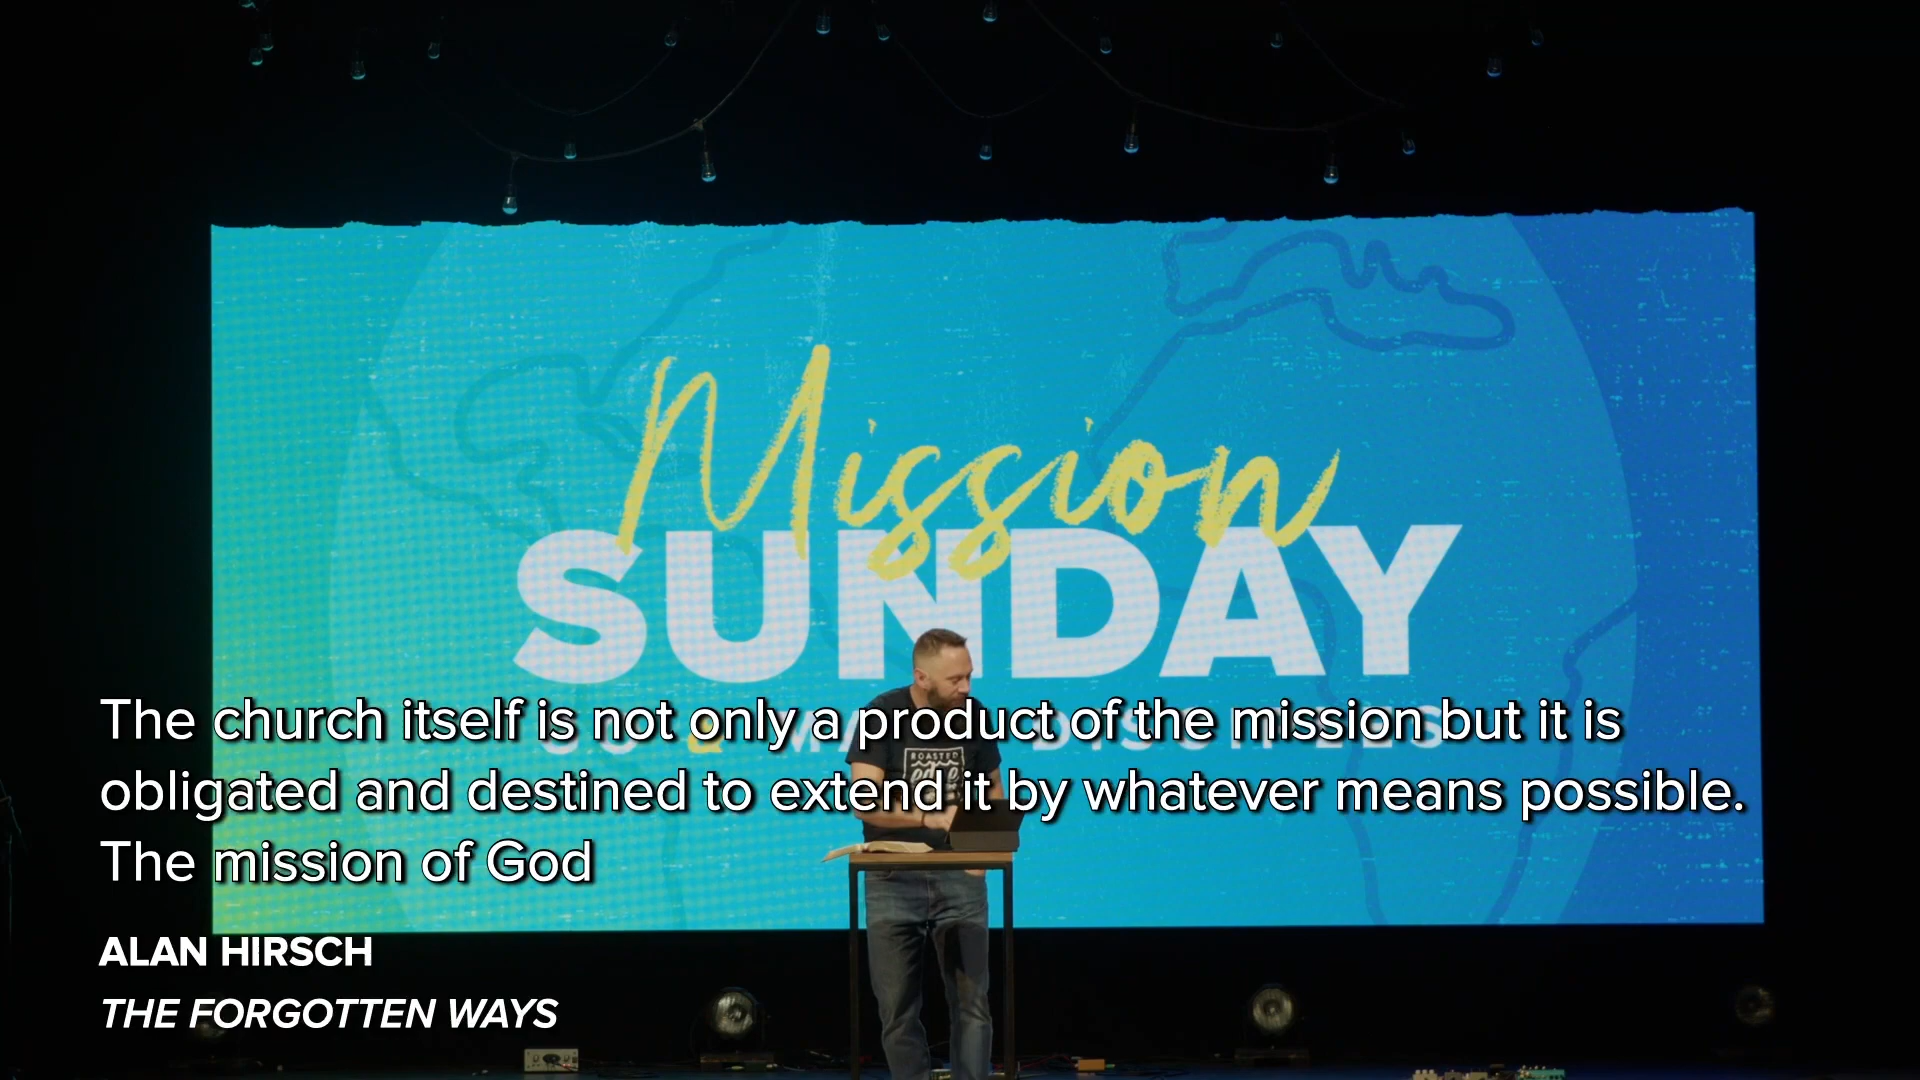 Mission
SUNDAY
The church itself is not only a product of the mission but it is
obligated and destined to extend it by whatever means possible.
The mission of God
ROASTED
ALAN HIRSCH
THE FORGOTTEN WAYS